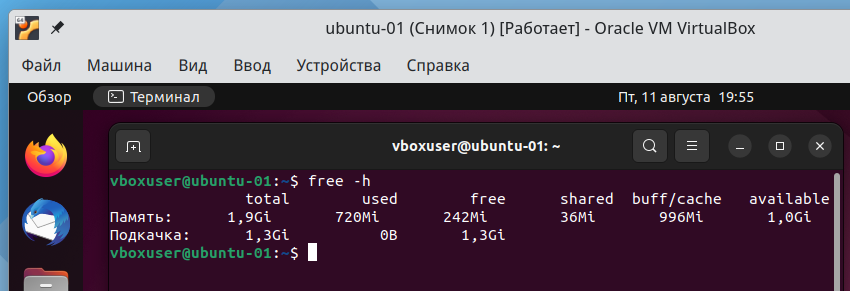 ubuntu-01 (Снимок 1) [Работает] - Oracle VM VirtualBox
Файл Машина Вид Ввод Устройства Справка
Обзор Терминал Пт, 11 августа 19:55
vboxuser@ubuntu-01: ~
vboxuser@ubuntu-01:~$ free -h
total used free shared buff/cache available
Память: 1,9Gi 720Mi 242Mi 36Mi 996Mi 1,0Gi
Подкачка: 1,3Gi 0B 1,3Gi
vboxuser@ubuntu-01:~$